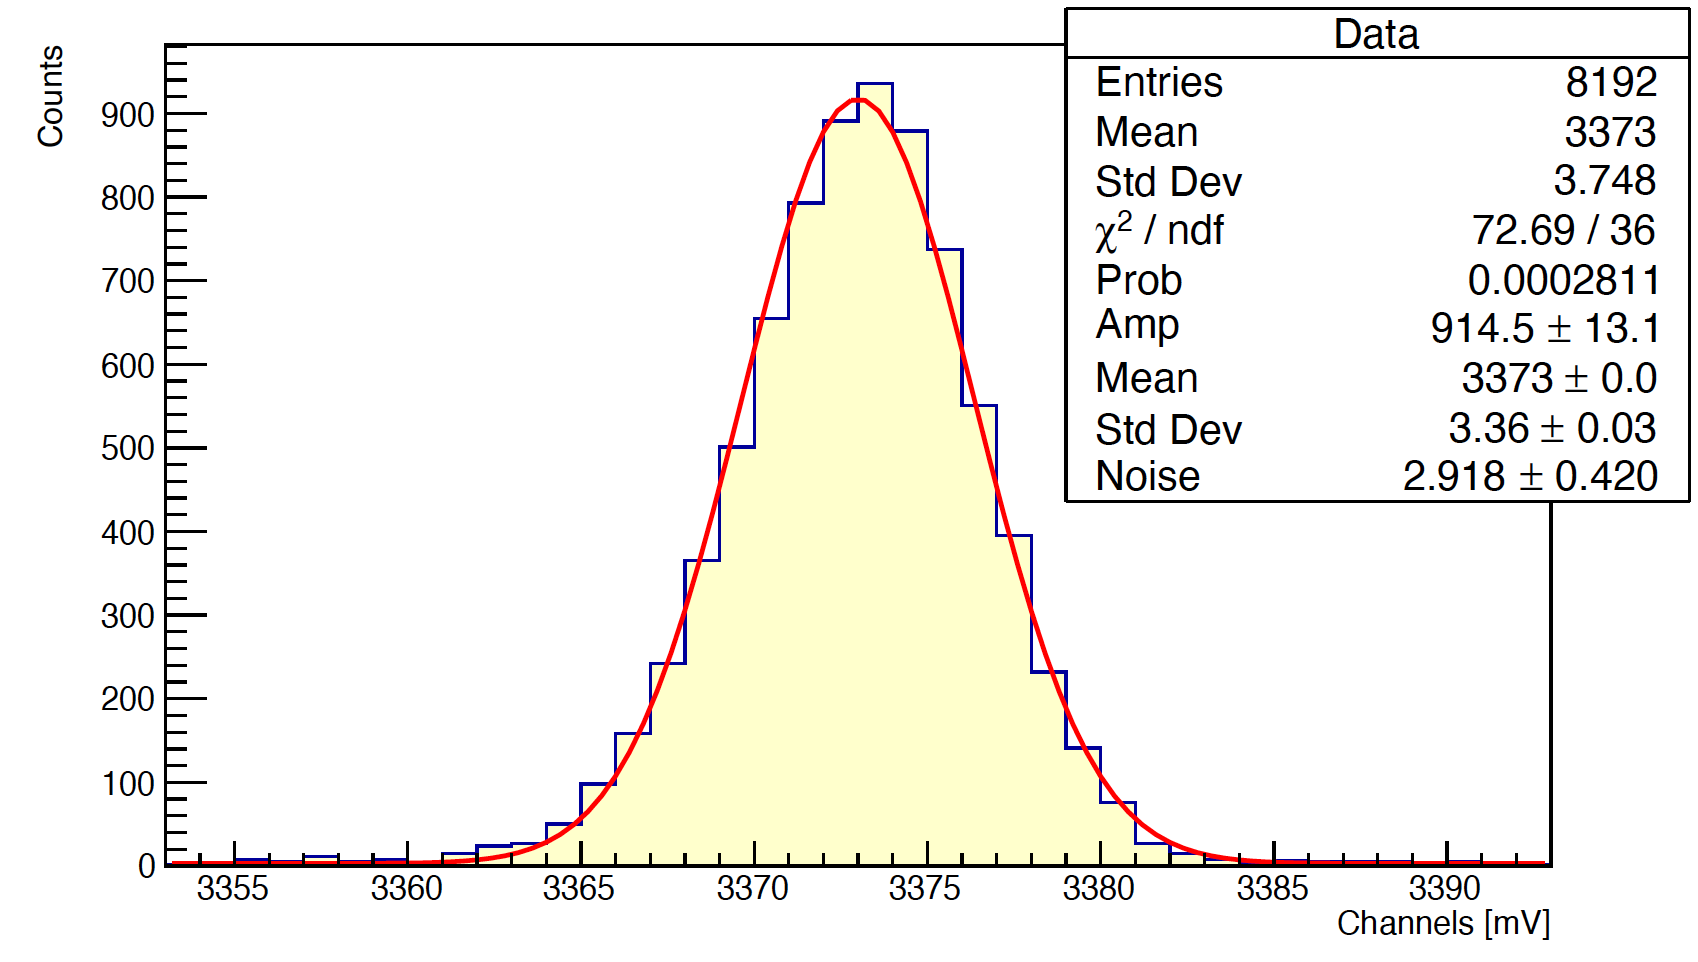 Counts
Data
Entries 8192
Mean 3373
Std Dev 3.748
χ² / ndf 72.69 / 36
Prob 0.0002811
Amp 914.5 ± 13.1
Mean 3373 ± 0.0
Std Dev 3.36 ± 0.03
Noise 2.918 ± 0.420
900
800
700
600
500
400
300
200
100
0
3355 3360 3365 3370 3375 3380 3385 3390
Channels [mV]